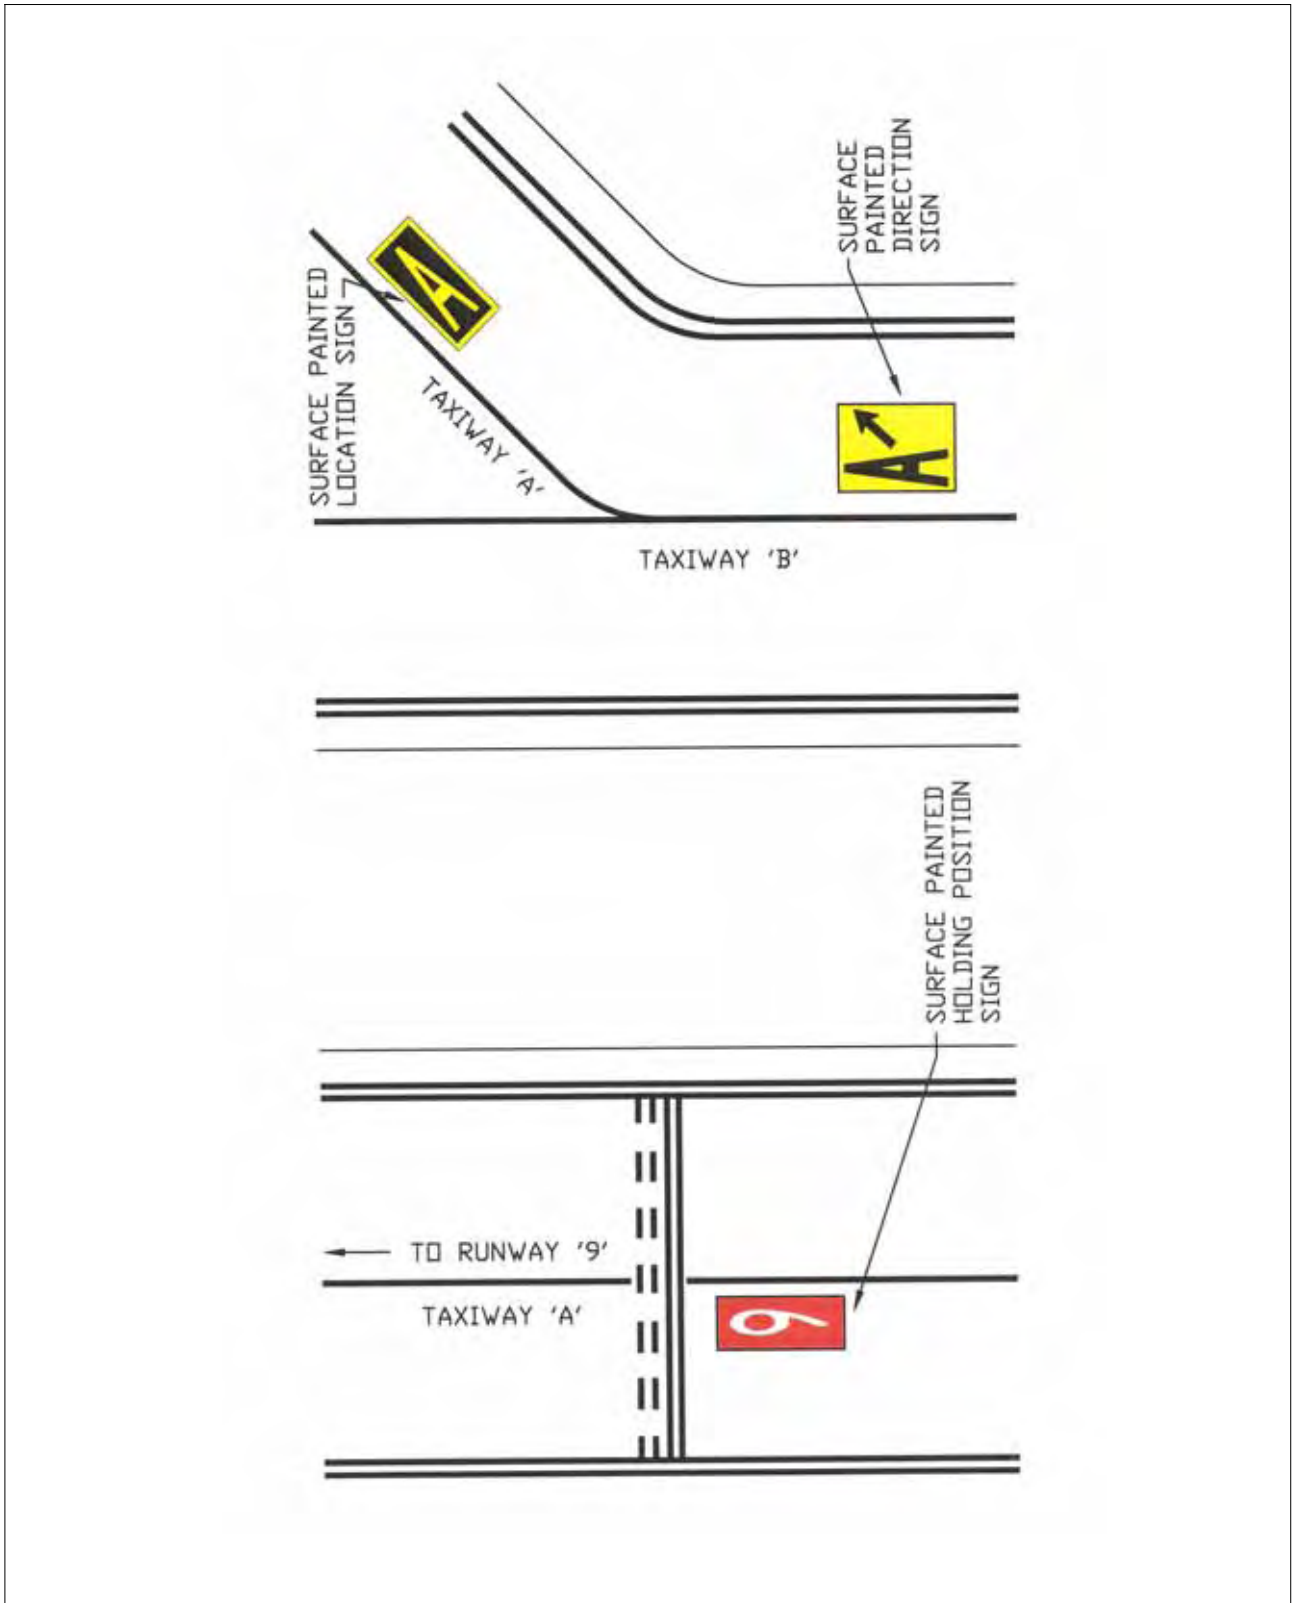 SURFACE PAINTED
LOCATION SIGN
A
TAXIWAY 'A'
SURFACE
PAINTED
DIRECTION
SIGN
A
TAXIWAY 'B'
SURFACE PAINTED
HOLDING POSITION
SIGN
TO RUNWAY '9'
TAXIWAY 'A'
9